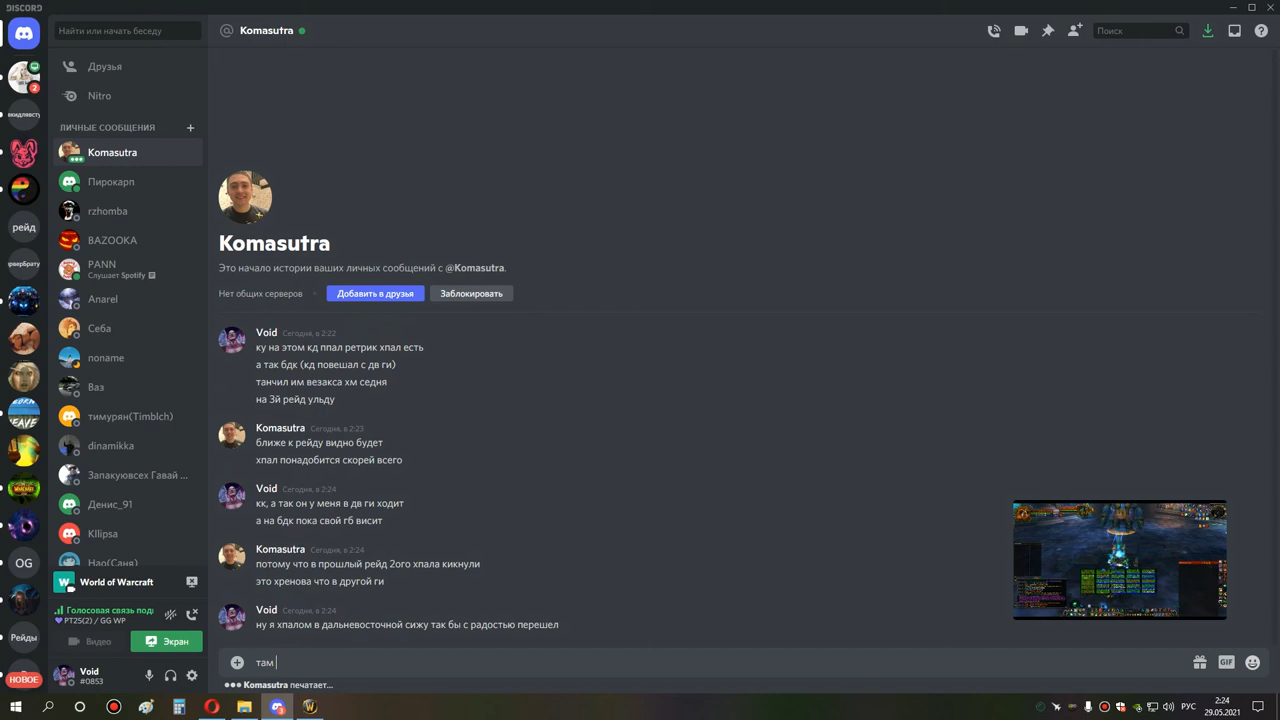 DISCORD
Найти или начать беседу
Komasutra
Поиск
2
Друзья
Nitro
ЛИЧНЫЕ СООБЩЕНИЯ
Komasutra
Пирокарп
rzhomba
BAZOOKA
PANN
Слушает Spotify
Anarel
Себа
noname
Ваз
тимурян(Timblch)
dinamikka
Запакуювсех Гавай ...
Денис_91
KIlipsa
Нао(Саня)
рейд
OG
Рейды
НОВОЕ
World of Warcraft
Голосовая связь подк
PT25(2) / GG WP
Видео
Экран
Void
#0853
Komasutra
Это начало истории ваших личных сообщений с @Komasutra.
Нет общих серверов
Добавить в друзья
Заблокировать
Void Сегодня, в 2:22
ку на этом кд ппал ретрик хпал есть
а так бдк (кд повешал с дв ги)
танчил им везакса хм седня
на 3й рейд ульду
Komasutra Сегодня, в 2:23
ближе к рейду видно будет
хпал понадобится скорей всего
Void Сегодня, в 2:24
кк, а так он у меня в дв ги ходит
а на бдк пока свой гб висит
Komasutra Сегодня, в 2:24
потому что в прошлый рейд 2ого хпала кикнули
это хренова что в другой ги
Void Сегодня, в 2:24
ну я хпалом в дальневосточной сижу так бы с радостью перешел
там
GIF
Komasutra печатает...
РУС
2:24
29.05.2021